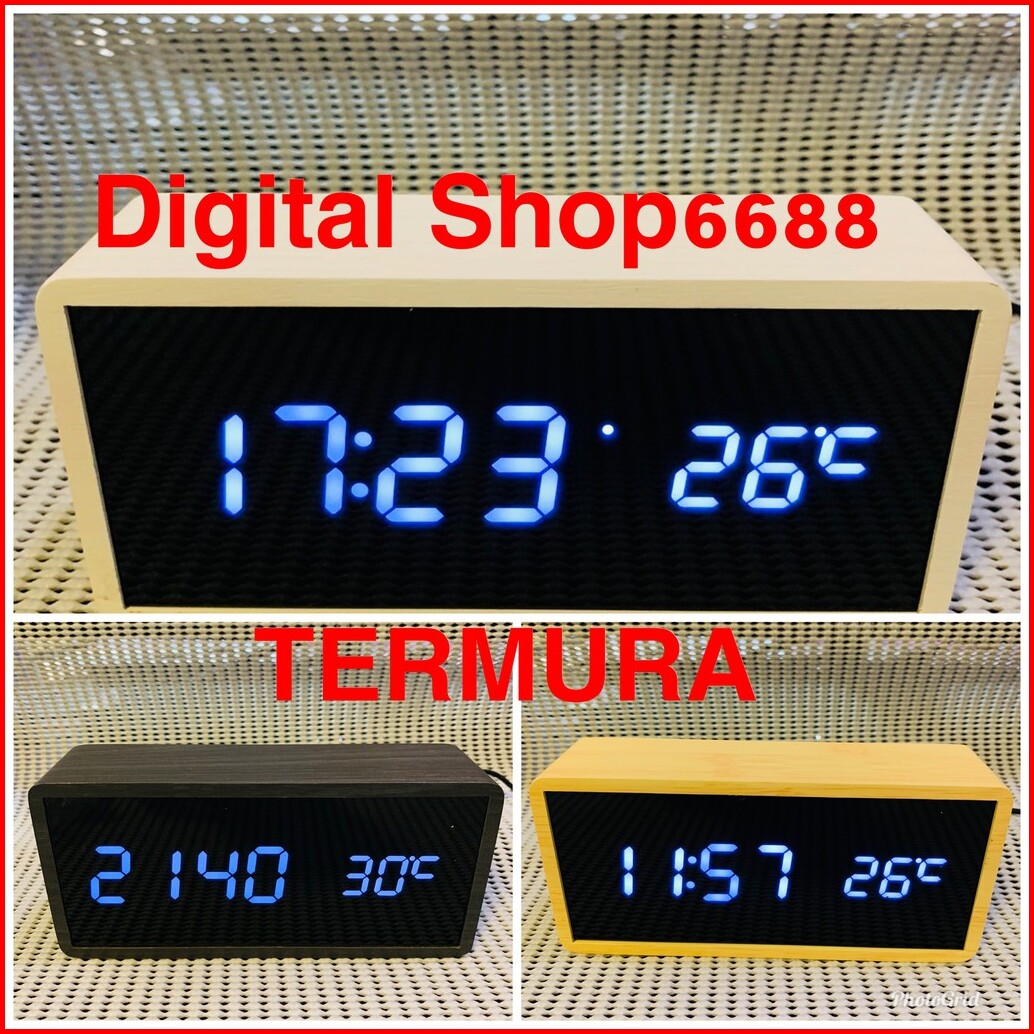 Digital Shop6688
17:23 26°C
TERMURA
2140 30°C
11:57 26°C
PhotoGrid